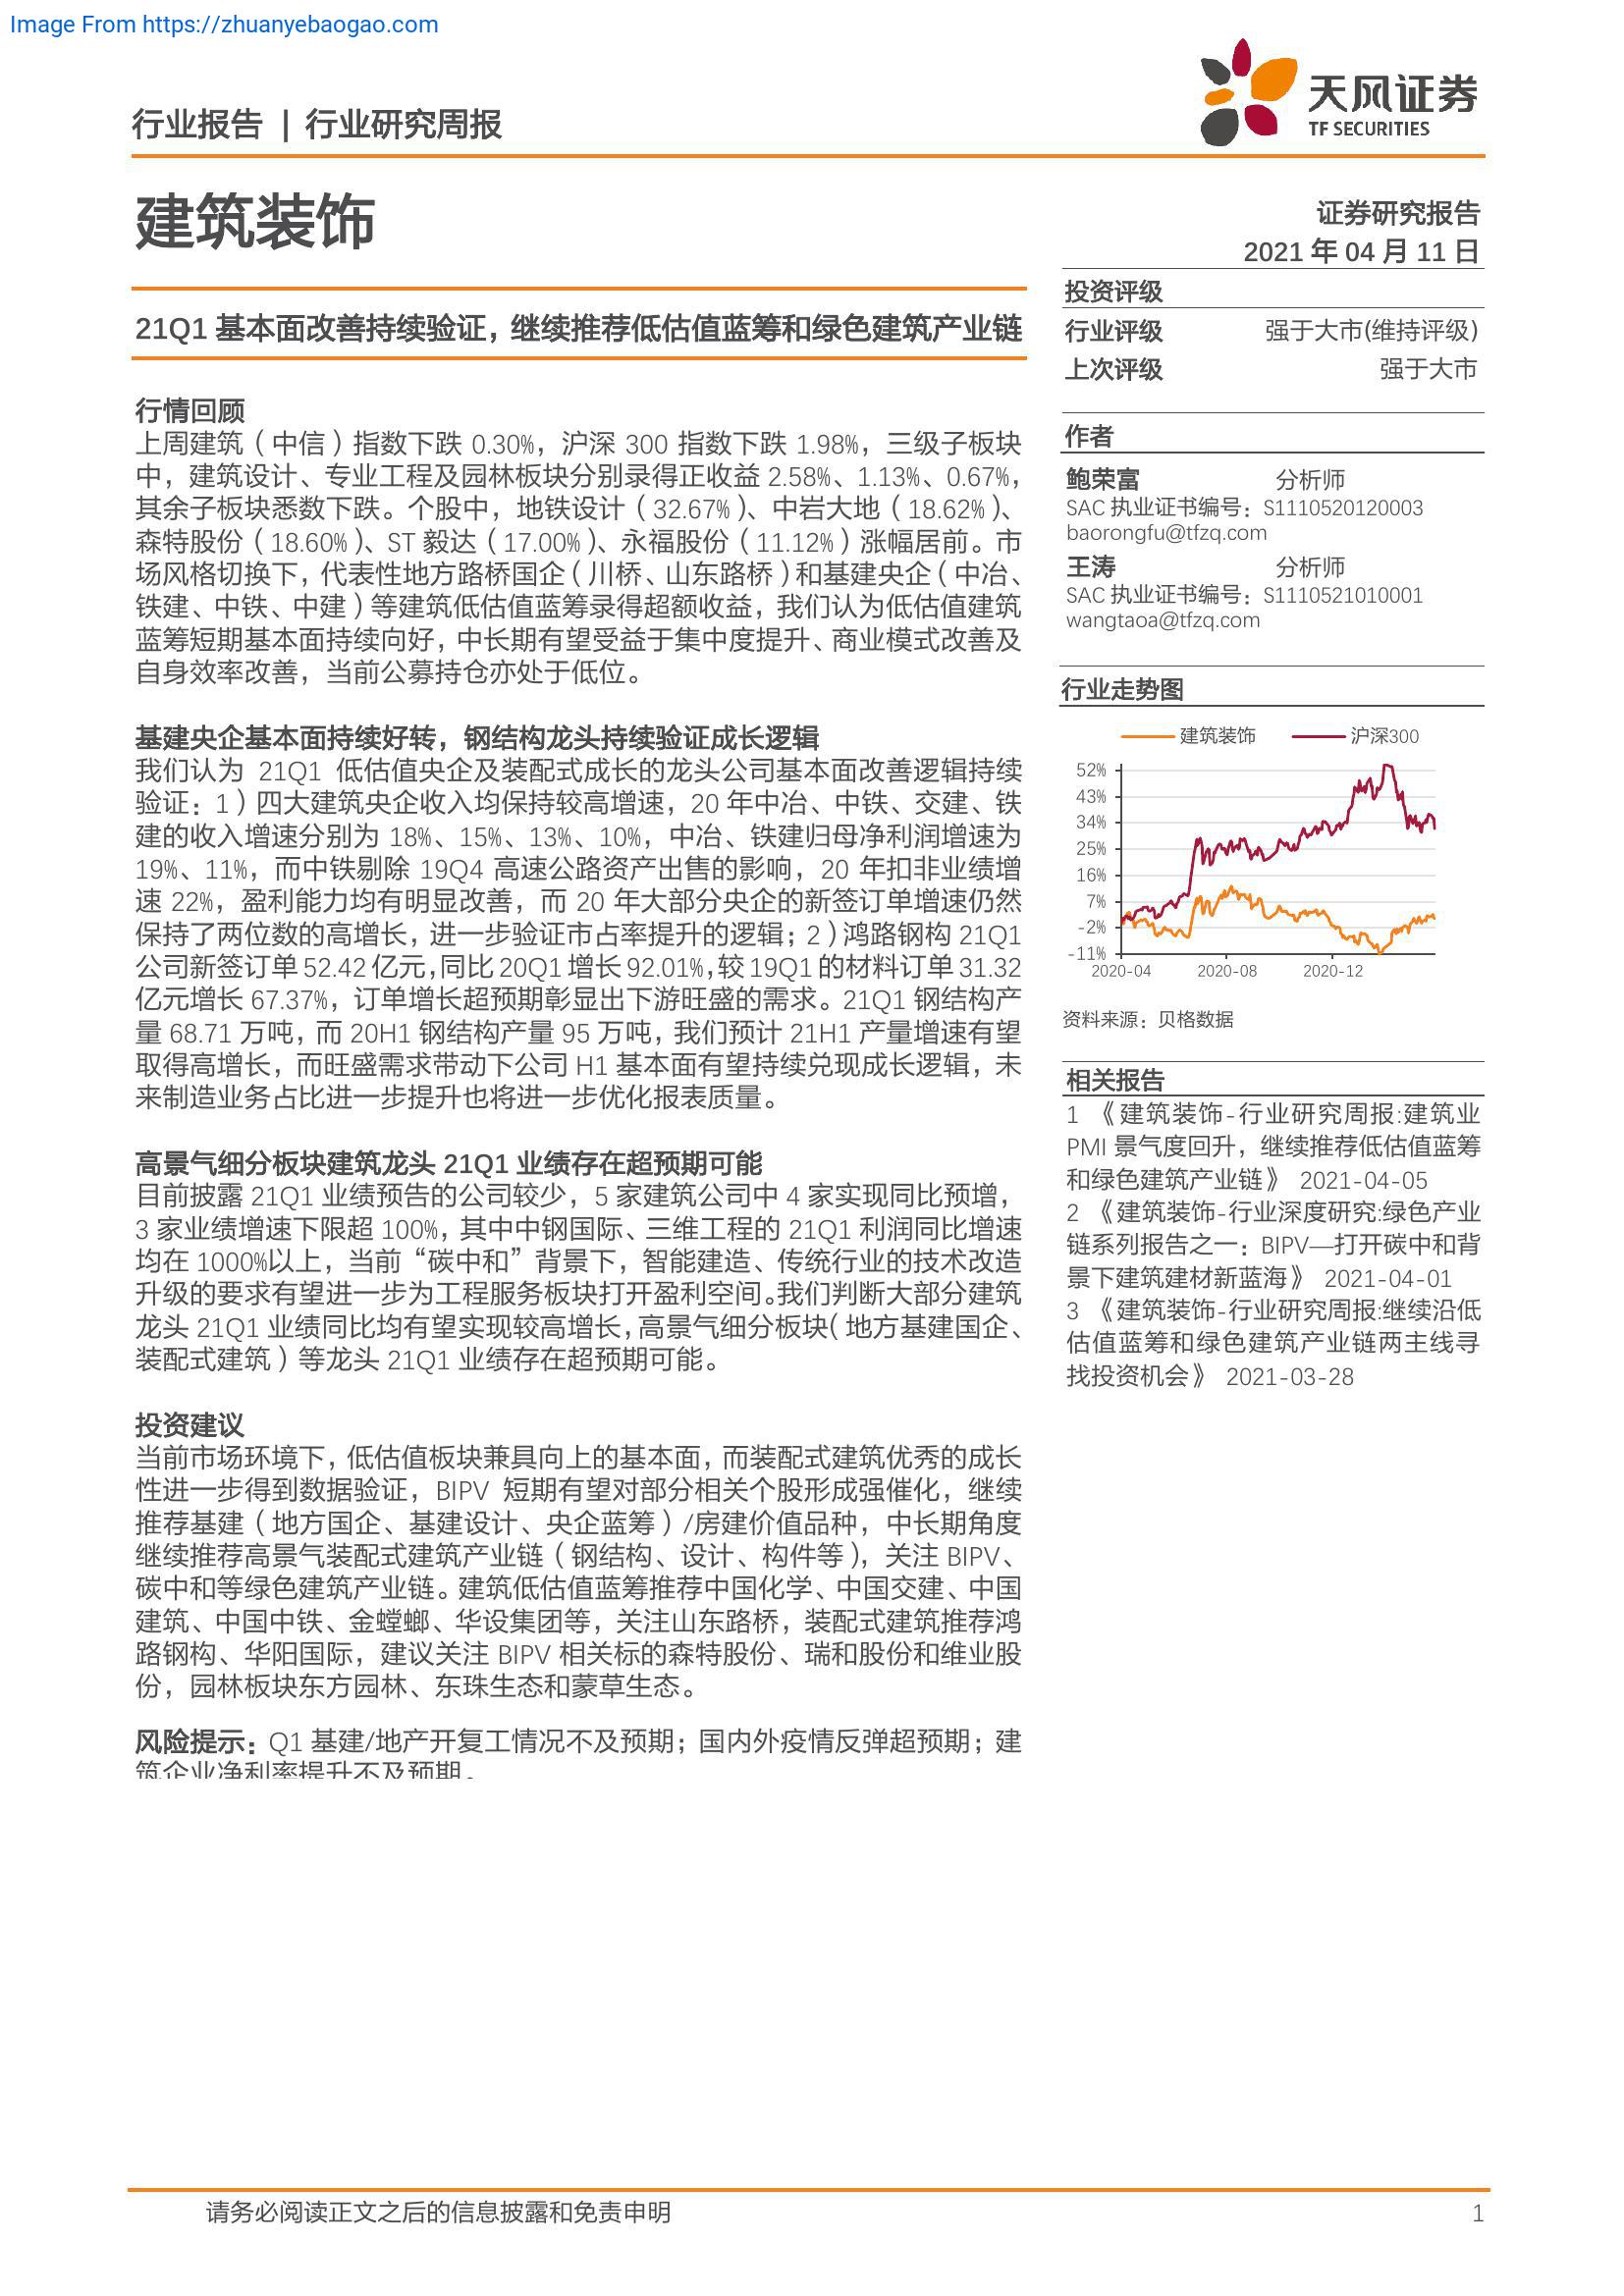 Image From https://zhuanyebaogao.com
行业报告 | 行业研究周报
天风证券
TF SECURITIES
建筑装饰
证券研究报告
2021 年 04 月 11 日
21Q1 基本面改善持续验证，继续推荐低估值蓝筹和绿色建筑产业链
行情回顾
上周建筑（中信）指数下跌 0.30%，沪深 300 指数下跌 1.98%，三级子板块
中，建筑设计、专业工程及园林板块分别录得正收益 2.58%、1.13%、0.67%，
其余子板块悉数下跌。个股中，地铁设计（32.67%）、中岩大地（18.62%）、
森特股份（18.60%）、ST 毅达（17.00%）、永福股份（11.12%）涨幅居前。市
场风格切换下，代表性地方路桥国企（川桥、山东路桥）和基建央企（中冶、
铁建、中铁、中建）等建筑低估值蓝筹录得超额收益，我们认为低估值建筑
蓝筹短期基本面持续向好，中长期有望受益于集中度提升、商业模式改善及
自身效率改善，当前公募持仓亦处于低位。
基建央企基本面持续好转，钢结构龙头持续验证成长逻辑
我们认为 21Q1 低估值央企及装配式成长的龙头公司基本面改善逻辑持续
验证：1）四大建筑央企收入均保持较高增速，20 年中冶、中铁、交建、铁
建的收入增速分别为 18%、15%、13%、10%，中冶、铁建归母净利润增速为
19%、11%，而中铁剔除 19Q4 高速公路资产出售的影响，20 年扣非业绩增
速 22%，盈利能力均有明显改善，而 20 年大部分央企的新签订单增速仍然
保持了两位数的高增长，进一步验证市占率提升的逻辑；2）鸿路钢构 21Q1
公司新签订单 52.42 亿元，同比 20Q1 增长 92.01%，较 19Q1 的材料订单 31.32
亿元增长 67.37%，订单增长超预期彰显出下游旺盛的需求。21Q1 钢结构产
量 68.71 万吨，而 20H1 钢结构产量 95 万吨，我们预计 21H1 产量增速有望
取得高增长，而旺盛需求带动下公司 H1 基本面有望持续兑现成长逻辑，未
来制造业务占比进一步提升也将进一步优化报表质量。
高景气细分板块建筑龙头 21Q1 业绩存在超预期可能
目前披露 21Q1 业绩预告的公司较少，5 家建筑公司中 4 家实现同比预增，
3 家业绩增速下限超 100%，其中中钢国际、三维工程的 21Q1 利润同比增速
均在 1000%以上，当前“碳中和”背景下，智能建造、传统行业的技术改造
升级的要求有望进一步为工程服务板块打开盈利空间。我们判断大部分建筑
龙头 21Q1 业绩同比均有望实现较高增长，高景气细分板块（地方基建国企、
装配式建筑）等龙头 21Q1 业绩存在超预期可能。
投资建议
当前市场环境下，低估值板块兼具向上的基本面，而装配式建筑优秀的成长
性进一步得到数据验证，BIPV 短期有望对部分相关个股形成强催化，继续
推荐基建（地方国企、基建设计、央企蓝筹）/房建价值品种，中长期角度
继续推荐高景气装配式建筑产业链（钢结构、设计、构件等），关注 BIPV、
碳中和等绿色建筑产业链。建筑低估值蓝筹推荐中国化学、中国交建、中国
建筑、中国中铁、金螳螂、华设集团等，关注山东路桥，装配式建筑推荐鸿
路钢构、华阳国际，建议关注 BIPV 相关标的森特股份、瑞和股份和维业股
份，园林板块东方园林、东珠生态和蒙草生态。
风险提示：Q1 基建/地产开复工情况不及预期；国内外疫情反弹超预期；建
筑企业净利率提升不及预期。
投资评级
行业评级 强于大市(维持评级)
上次评级 强于大市
作者
鲍荣富 分析师
SAC 执业证书编号：S1110520120003
baorongfu@tfzq.com
王涛 分析师
SAC 执业证书编号：S1110521010001
wangtaoa@tfzq.com
行业走势图
建筑装饰 沪深300
52%
43%
34%
25%
16%
7%
-2%
-11%
2020-04 2020-08 2020-12
资料来源：贝格数据
相关报告
1 《建筑装饰-行业研究周报:建筑业
PMI 景气度回升，继续推荐低估值蓝筹
和绿色建筑产业链》 2021-04-05
2 《建筑装饰-行业深度研究:绿色产业
链系列报告之一：BIPV—打开碳中和背
景下建筑建材新蓝海》 2021-04-01
3 《建筑装饰-行业研究周报:继续沿低
估值蓝筹和绿色建筑产业链两主线寻
找投资机会》 2021-03-28
请务必阅读正文之后的信息披露和免责申明
1